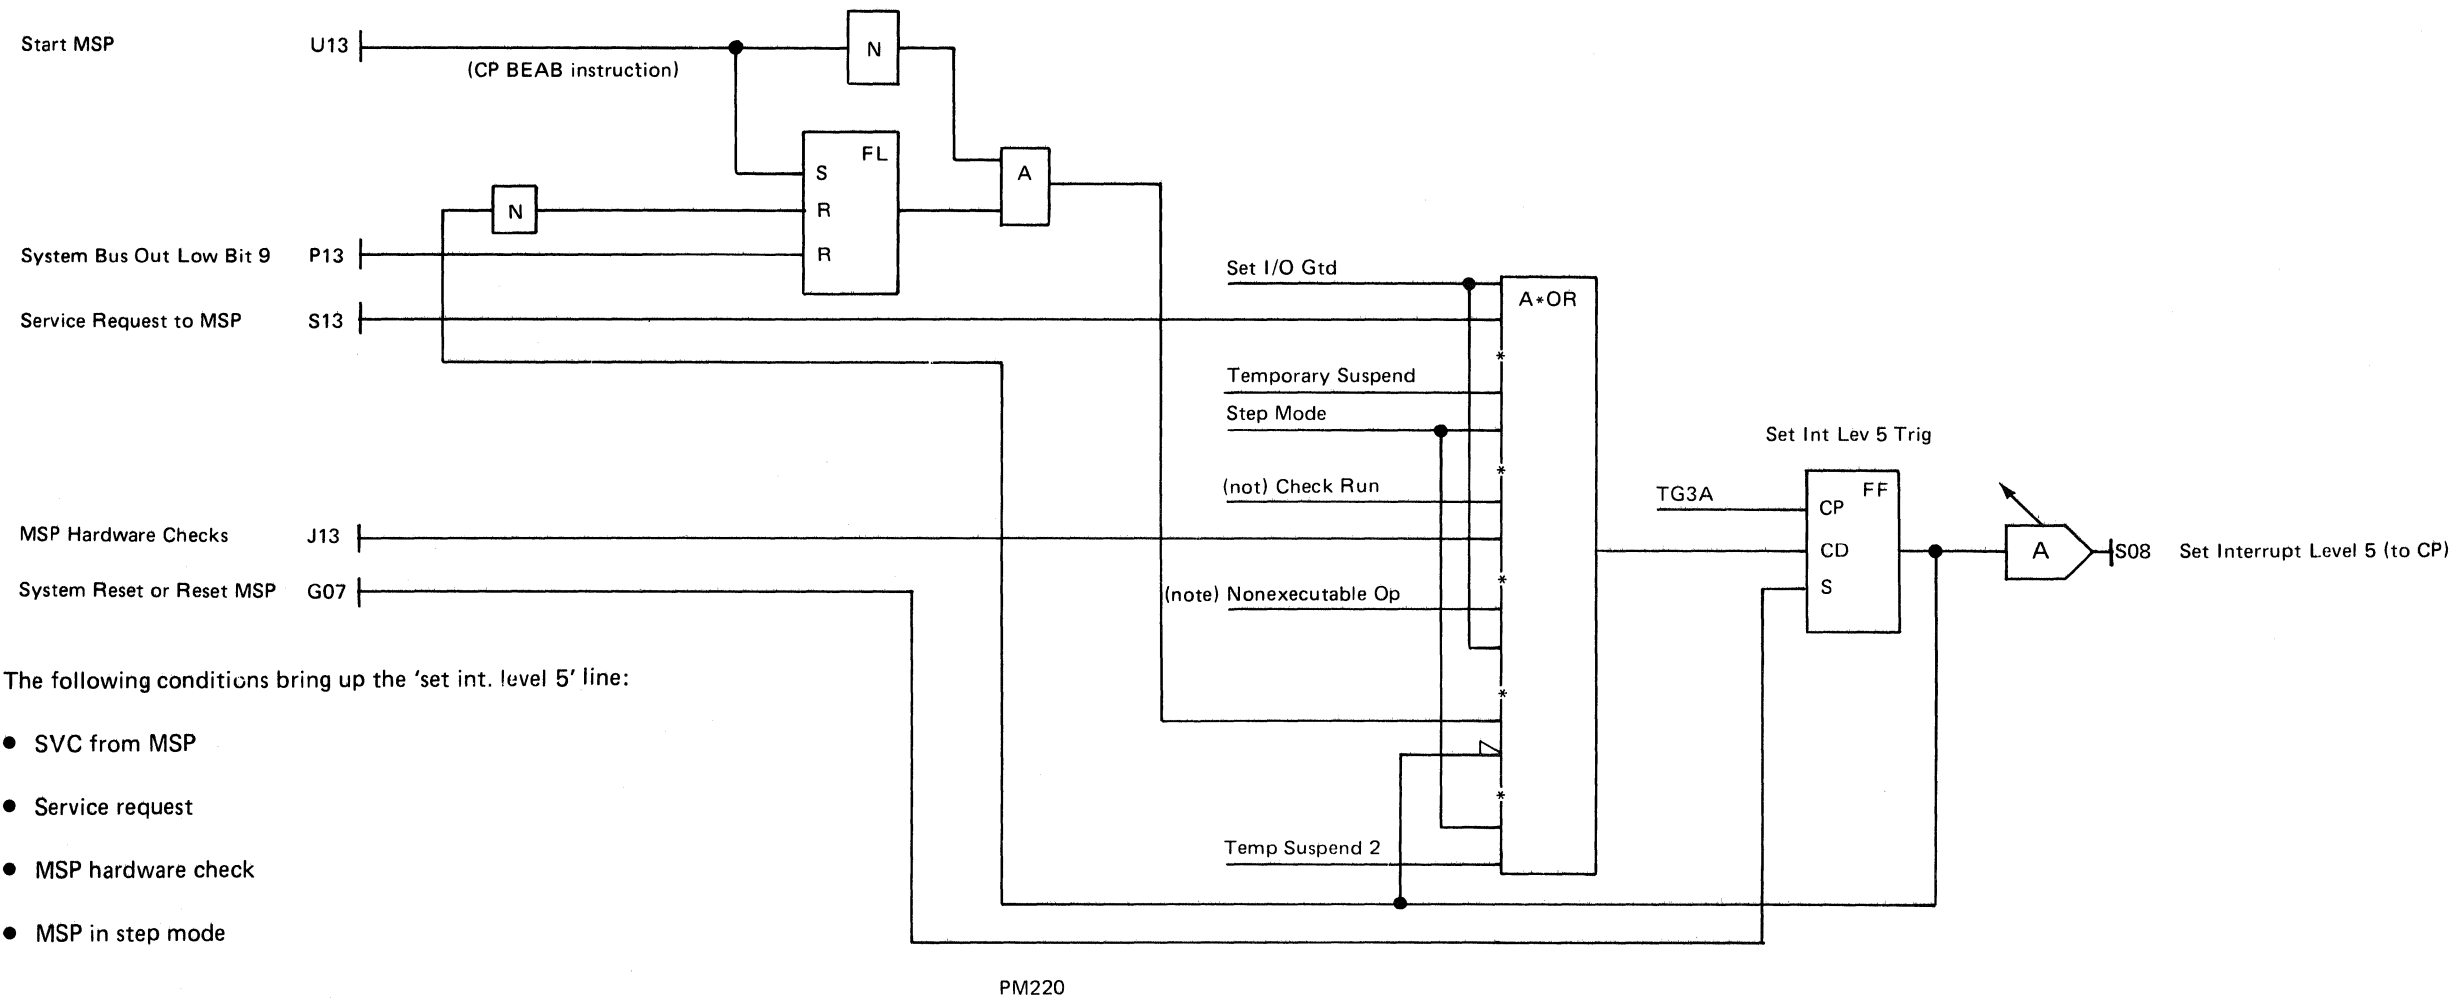 Start MSP U13
(CP BEAB instruction)
N
FL
S
R
R
N
A
System Bus Out Low Bit 9 P13
Service Request to MSP S13
Set I/O Gtd
A*OR
*
Temporary Suspend
Step Mode
*
(not) Check Run
MSP Hardware Checks J13
*
System Reset or Reset MSP G07
(note) Nonexecutable Op
*
*
Temp Suspend 2
Set Int Lev 5 Trig
TG3A
FF
CP
CD
S
A
S08 Set Interrupt Level 5 (to CP)
The following conditions bring up the 'set int. level 5' line:
● SVC from MSP
● Service request
● MSP hardware check
● MSP in step mode
PM220